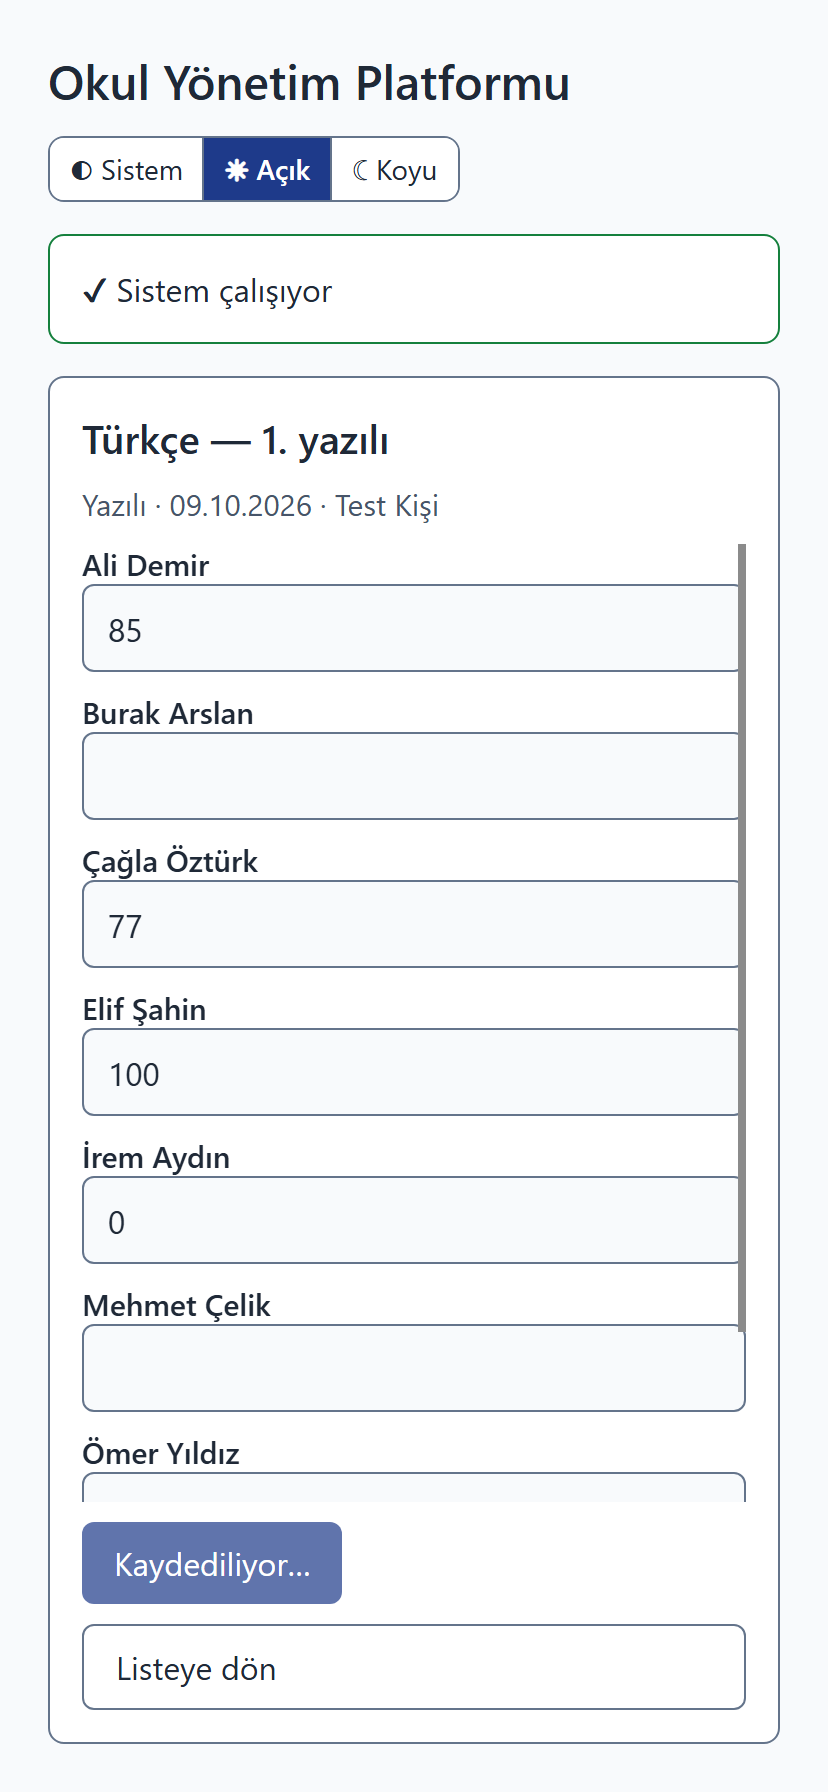 Okul Yönetim Platformu
Sistem
Açık
Koyu
✓ Sistem çalışıyor
Türkçe — 1. yazılı
Yazılı · 09.10.2026 · Test Kişi
Ali Demir
85
Burak Arslan
Çağla Öztürk
77
Elif Şahin
100
İrem Aydın
0
Mehmet Çelik
Ömer Yıldız
Kaydediliyor...
Listeye dön